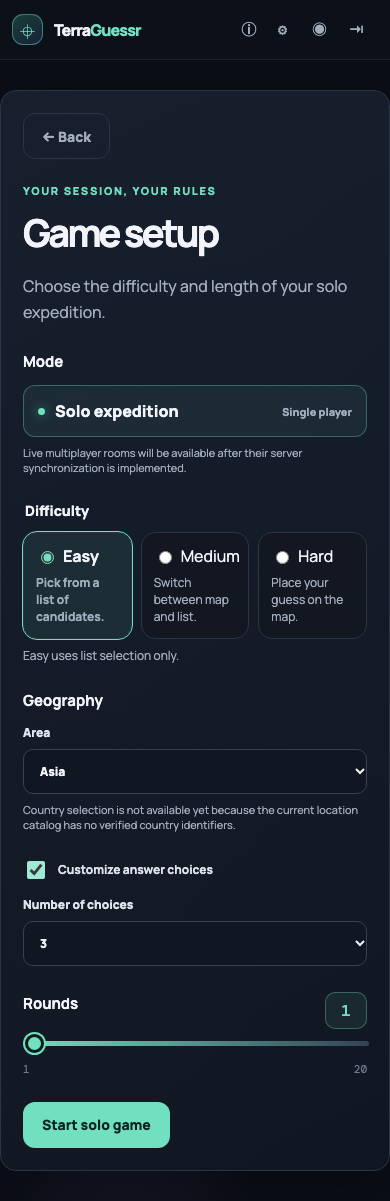 TerraGuessr
← Back
YOUR SESSION, YOUR RULES
Game setup
Choose the difficulty and length of your solo
expedition.
Mode
Solo expedition
Single player
Live multiplayer rooms will be available after their server
synchronization is implemented.
Difficulty
Easy
Pick from a
list of
candidates.
Medium
Switch
between map
and list.
Hard
Place your
guess on the
map.
Easy uses list selection only.
Geography
Area
Asia
Country selection is not available yet because the current location
catalog has no verified country identifiers.
Customize answer choices
Number of choices
3
Rounds
1
1
20
Start solo game